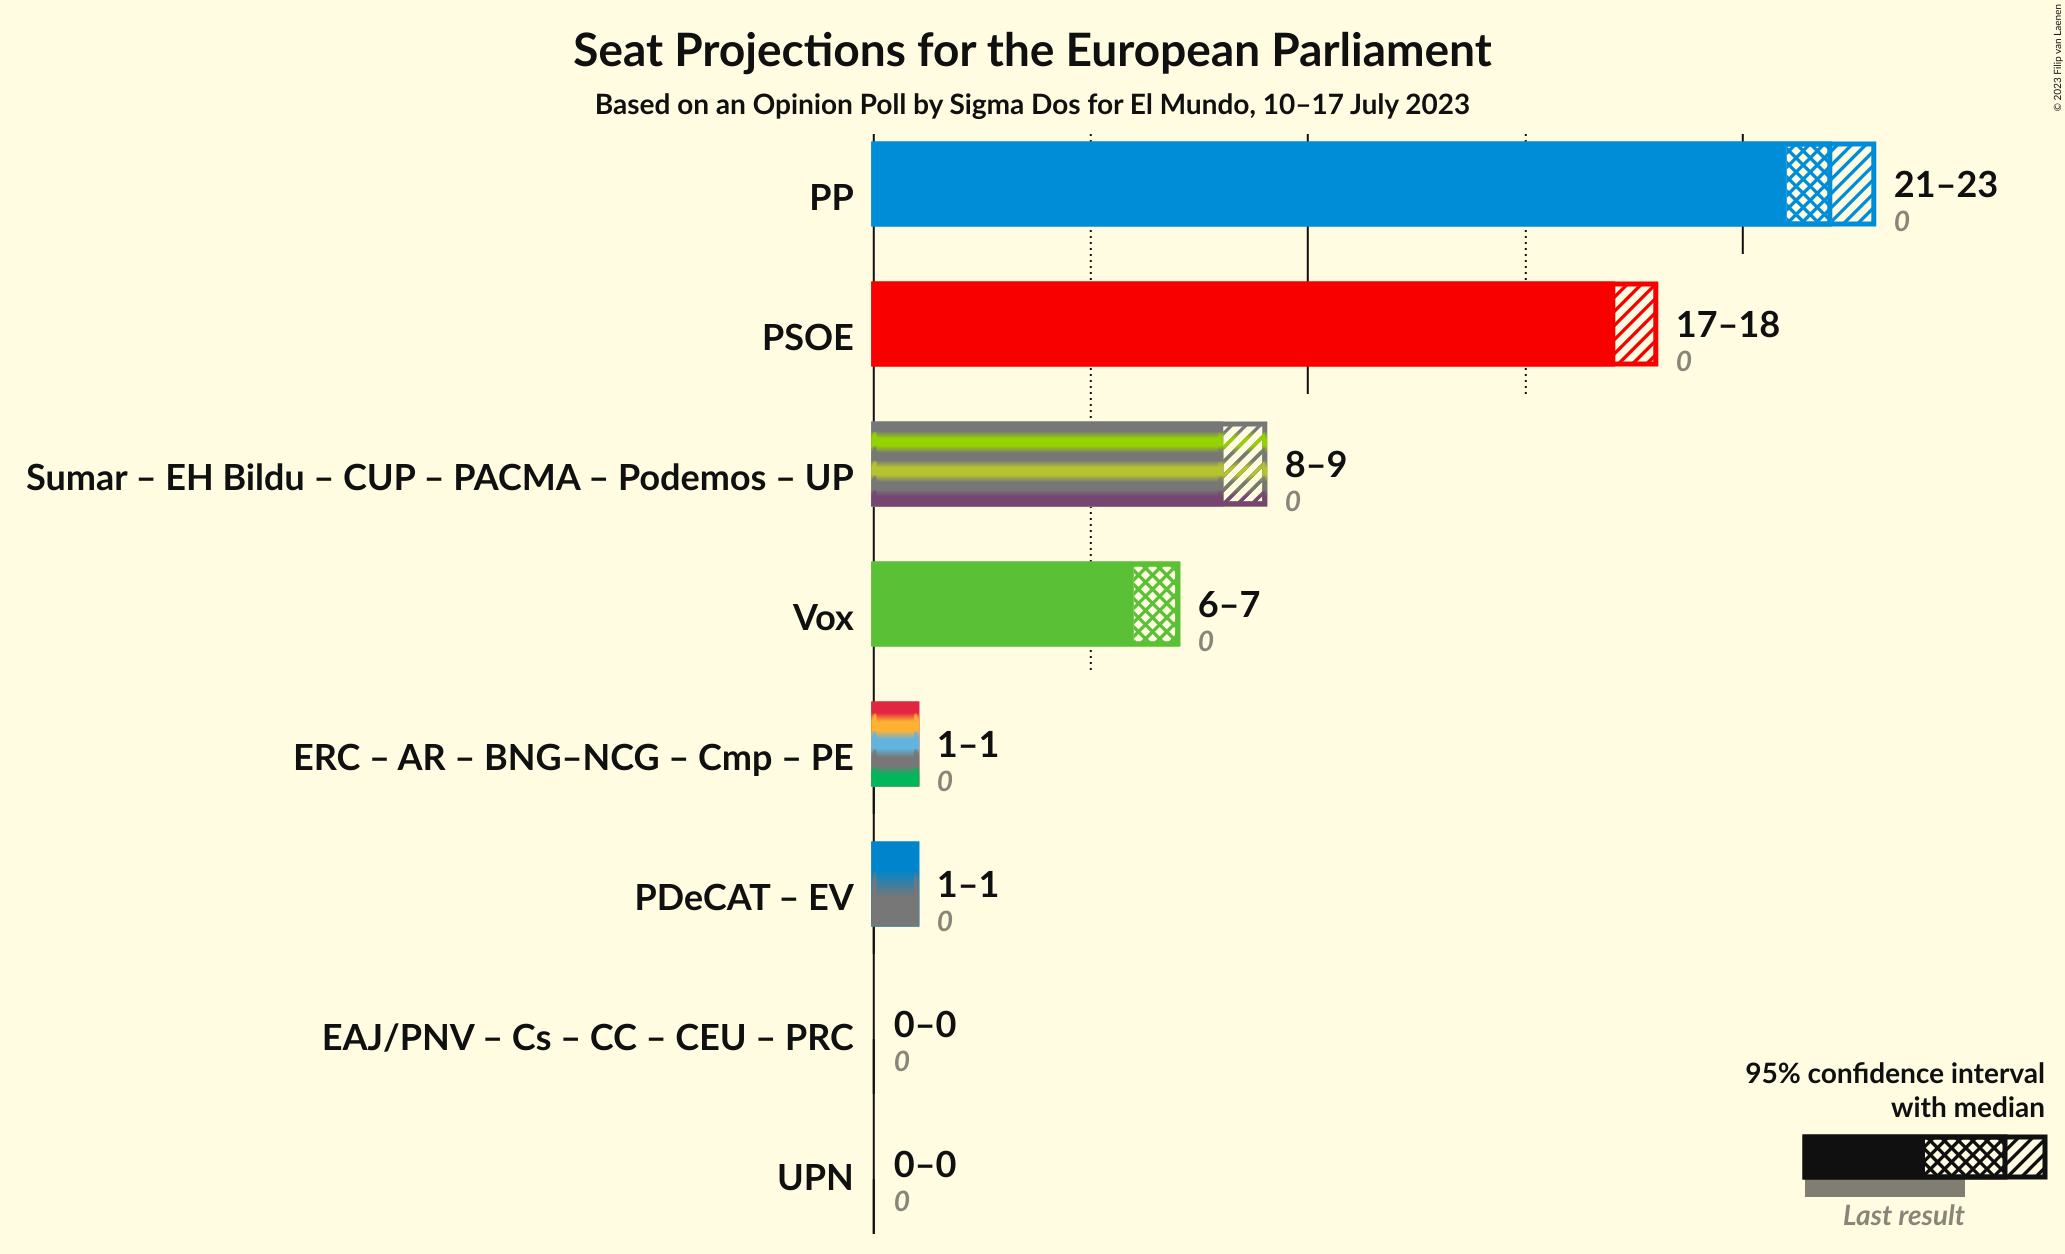 Seat Projections for the European Parliament
Based on an Opinion Poll by Sigma Dos for El Mundo, 10–17 July 2023
© 2023 Filip van Laenen
PP
21–23
0
PSOE
17–18
0
Sumar – EH Bildu – CUP – PACMA – Podemos – UP
8–9
0
Vox
6–7
0
ERC – AR – BNG–NCG – Cmp – PE
1–1
0
PDeCAT – EV
1–1
0
EAJ/PNV – Cs – CC – CEU – PRC
0–0
0
UPN
0–0
0
95% confidence interval
with median
Last result